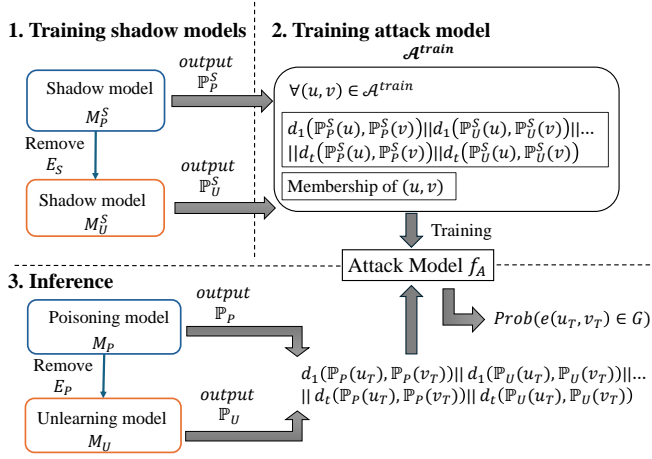 1. Training shadow models
Shadow model
M_P^S
Remove
E_S
Shadow model
M_U^S
output
ℙ_P^S
output
ℙ_U^S
2. Training attack model
𝒜^train
∀(u, v) ∈ 𝒜^train
d_1(ℙ_P^S(u), ℙ_P^S(v))||d_1(ℙ_U^S(u), ℙ_U^S(v))||...
||d_t(ℙ_P^S(u), ℙ_P^S(v))||d_t(ℙ_U^S(u), ℙ_U^S(v))
Membership of (u, v)
Training
Attack Model f_A
Prob(e(u_T, v_T) ∈ G)
3. Inference
Poisoning model
M_P
Remove
E_P
Unlearning model
M_U
output
ℙ_P
output
ℙ_U
d_1(ℙ_P(u_T), ℙ_P(v_T))|| d_1(ℙ_U(u_T), ℙ_U(v_T))||...
|| d_t(ℙ_P(u_T), ℙ_P(v_T))|| d_t(ℙ_U(u_T), ℙ_U(v_T))